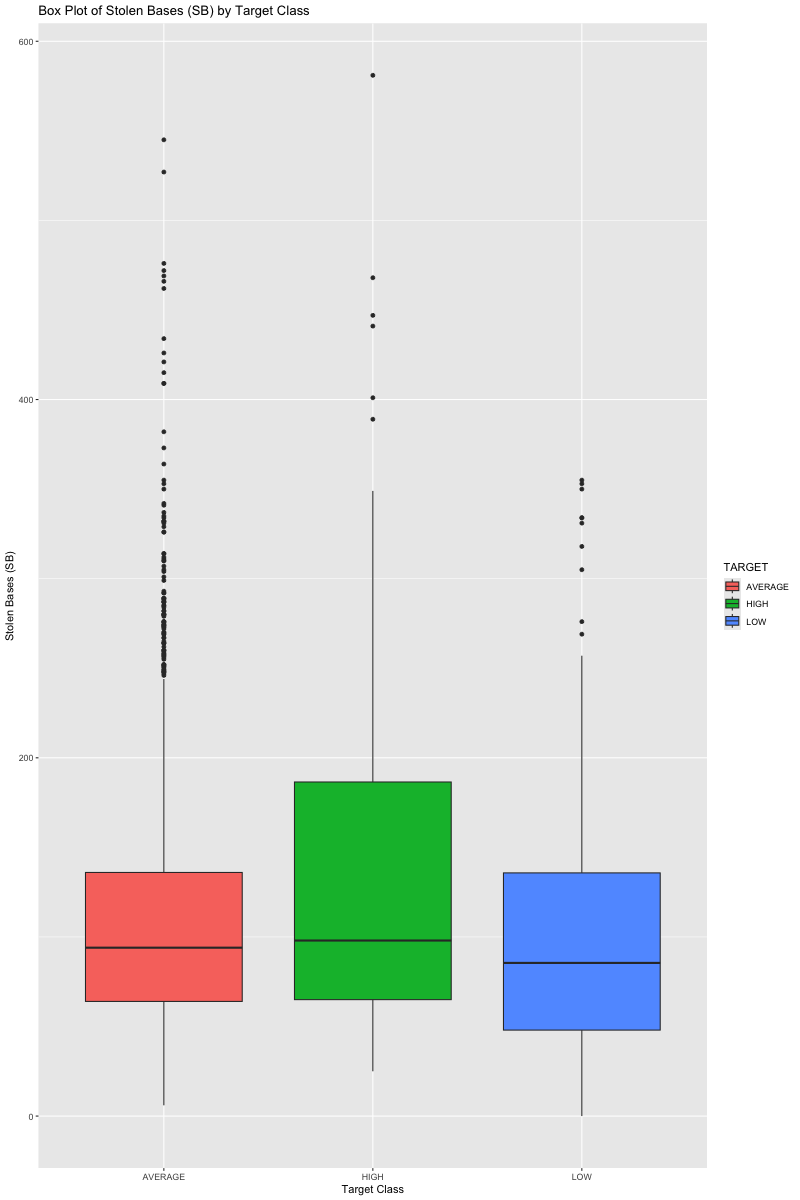 Box Plot of Stolen Bases (SB) by Target Class
600
400
200
0
Stolen Bases (SB)
AVERAGE
HIGH
LOW
Target Class
TARGET
AVERAGE
HIGH
LOW